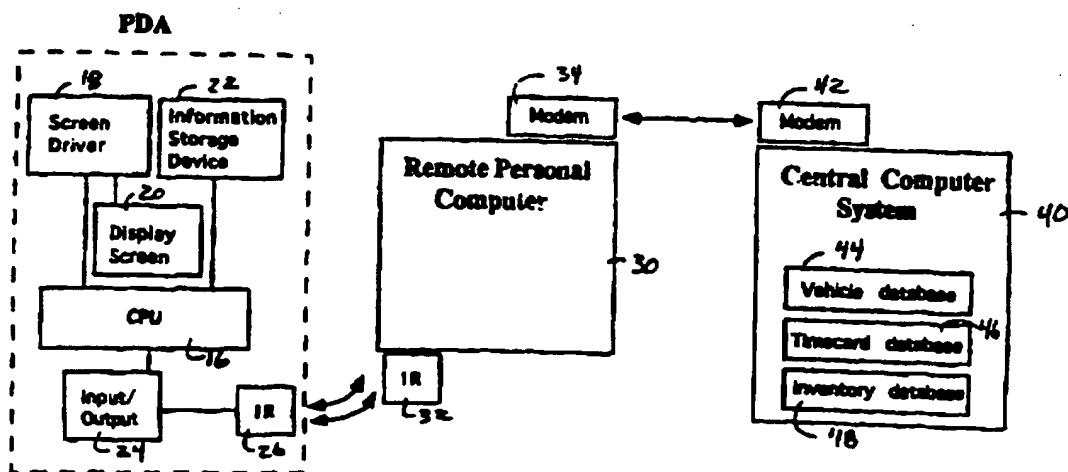 PDA
18
Screen
Driver
22
Information
Storage
Device
20
Display
Screen
CPU
16
Input/
Output
24
IR
26
34
Modem
Remote Personal
Computer
30
IR
32
42
Modem
Central Computer
System
40
44
Vehicle database
Timecard database
46
Inventory database
48